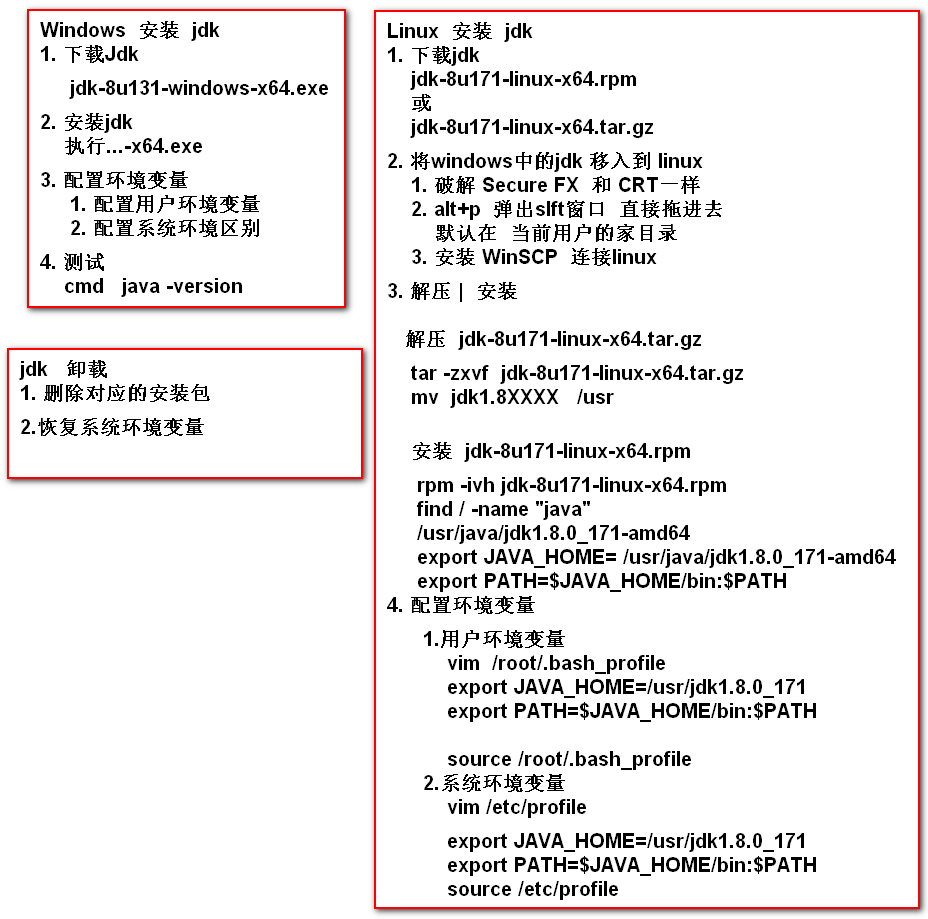 Windows 安装 jdk
1. 下载Jdk
jdk-8u131-windows-x64.exe
2. 安装jdk
执行...-x64.exe
3. 配置环境变量
1. 配置用户环境变量
2. 配置系统环境区别
4. 测试
cmd java -version
jdk 卸载
1. 删除对应的安装包
2.恢复系统环境变量
Linux 安装 jdk
1. 下载jdk
jdk-8u171-linux-x64.rpm
或
jdk-8u171-linux-x64.tar.gz
2. 将windows中的jdk 移入到 linux
1. 破解 Secure FX 和 CRT一样
2. alt+p 弹出slft窗口 直接拖进去
默认在 当前用户的家目录
3. 安装 WinSCP 连接linux
3. 解压 | 安装
解压 jdk-8u171-linux-x64.tar.gz
tar -zxvf jdk-8u171-linux-x64.tar.gz
mv jdk1.8XXXX /usr
安装 jdk-8u171-linux-x64.rpm
rpm -ivh jdk-8u171-linux-x64.rpm
find / -name "java"
/usr/java/jdk1.8.0_171-amd64
export JAVA_HOME= /usr/java/jdk1.8.0_171-amd64
export PATH=$JAVA_HOME/bin:$PATH
4. 配置环境变量
1.用户环境变量
vim /root/.bash_profile
export JAVA_HOME=/usr/jdk1.8.0_171
export PATH=$JAVA_HOME/bin:$PATH
source /root/.bash_profile
2.系统环境变量
vim /etc/profile
export JAVA_HOME=/usr/jdk1.8.0_171
export PATH=$JAVA_HOME/bin:$PATH
source /etc/profile